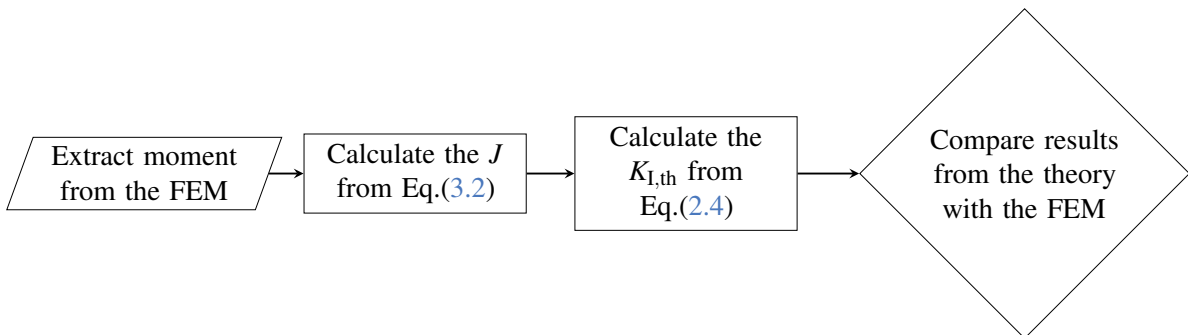 Extract moment
from the FEM
Calculate the J
from Eq.(3.2)
Calculate the
K_{I,th} from
Eq.(2.4)
Compare results
from the theory
with the FEM